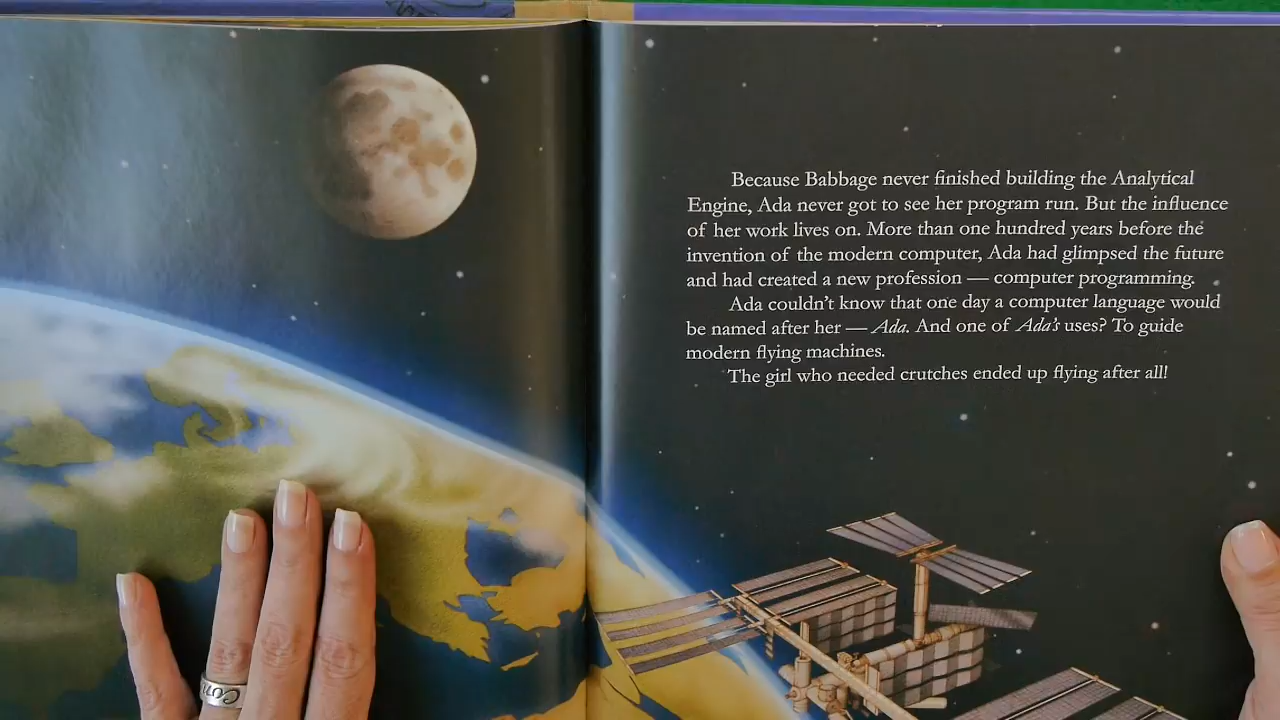 Because Babbage never finished building the Analytical
Engine, Ada never got to see her program run. But the influence
of her work lives on. More than one hundred years before the
invention of the modern computer, Ada had glimpsed the future
and had created a new profession — computer programming.
Ada couldn't know that one day a computer language would
be named after her — Ada. And one of Ada's uses? To guide
modern flying machines.
The girl who needed crutches ended up flying after all!